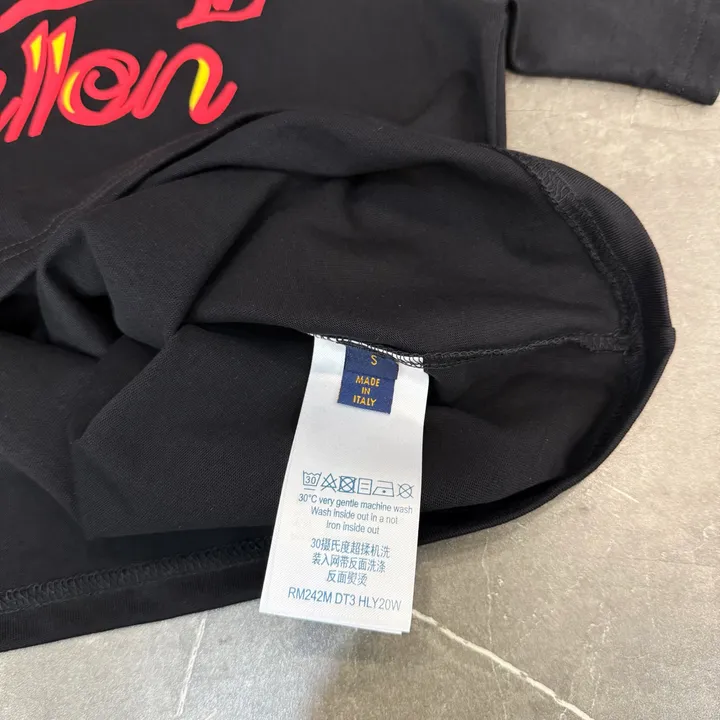 llon
S
MADE
IN
ITALY
30
30°C very gentle machine wash
Wash inside out in a not
Iron inside out
30摄氏度超揉机洗
装入网带反面洗涤
反面熨烫
RM242M DT3 HLY20W